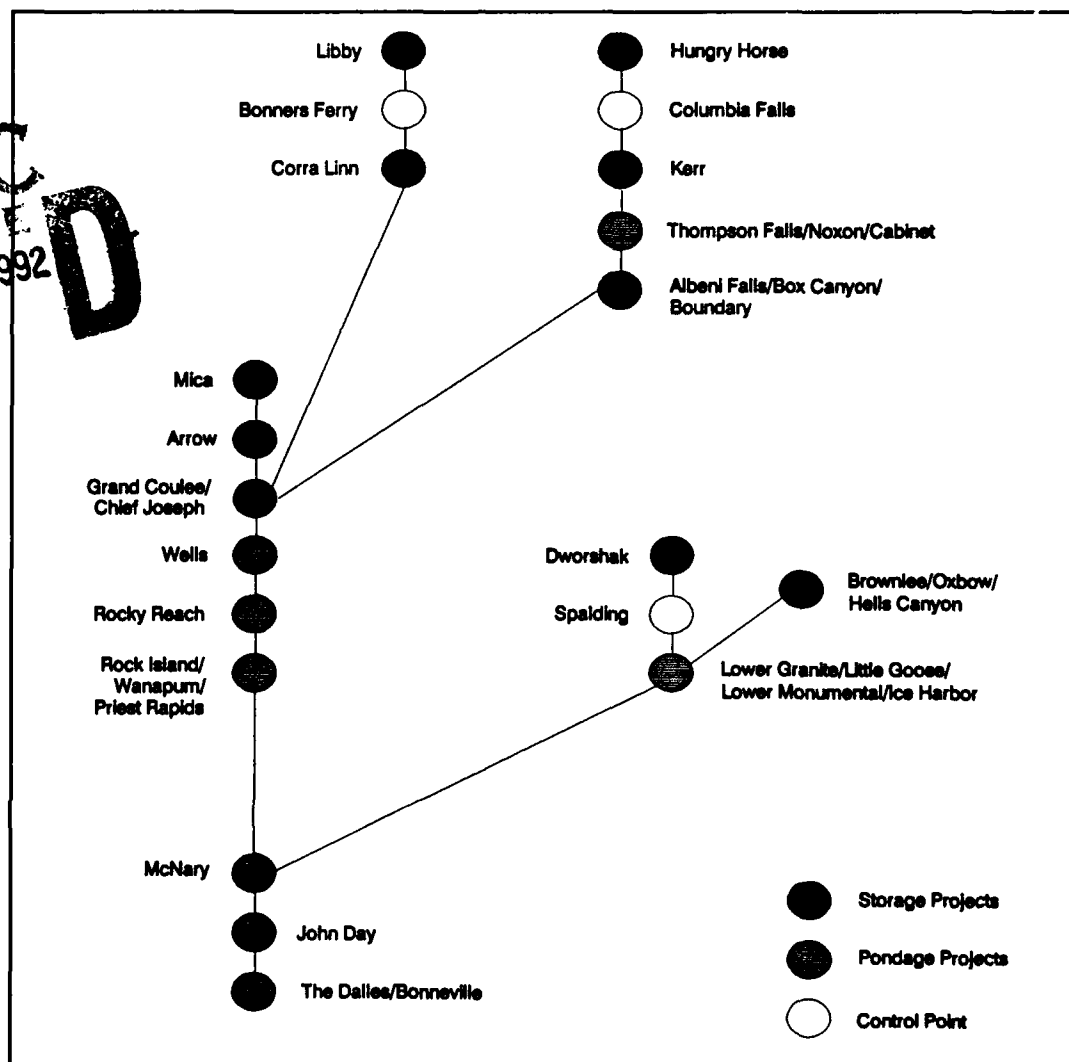 Libby
Hungry Horse
Bonners Ferry
Columbia Falls
Corra Linn
Kerr
Thompson Falls/Noxon/Cabinet
Albeni Falls/Box Canyon/
Boundary
D
992
Mica
Arrow
Grand Coulee/
Chief Joseph
Wells
Rocky Reach
Rock Island/
Wanapum/
Priest Rapids
Dworshak
Spalding
Brownlee/Oxbow/
Hells Canyon
Lower Granite/Little Goose/
Lower Monumental/Ice Harbor
McNary
John Day
The Dalles/Bonneville
Storage Projects
Pondage Projects
Control Point